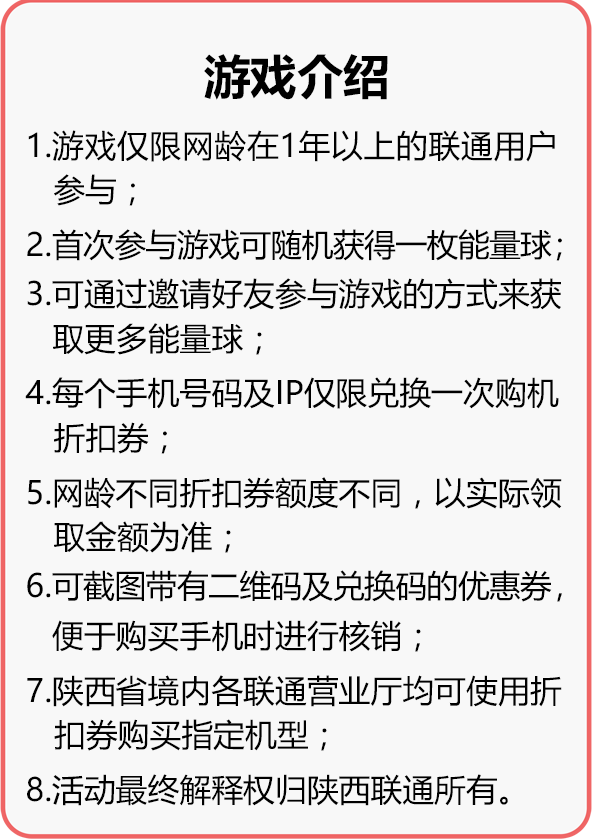 游戏介绍
1.游戏仅限网龄在1年以上的联通用户
参与；
2.首次参与游戏可随机获得一枚能量球；
3.可通过邀请好友参与游戏的方式来获
取更多能量球；
4.每个手机号码及IP仅限兑换一次购机
折扣券；
5.网龄不同折扣券额度不同，以实际领
取金额为准；
6.可截图带有二维码及兑换码的优惠券，
便于购买手机时进行核销；
7.陕西省境内各联通营业厅均可使用折
扣券购买指定机型；
8.活动最终解释权归陕西联通所有。